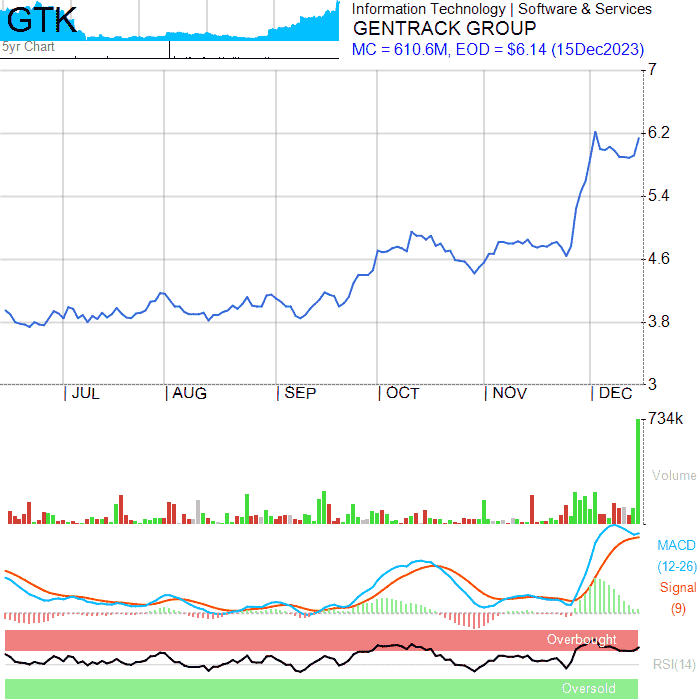 GTK
5yr Chart
Information Technology | Software & Services
GENTRACK GROUP
MC = 610.6M, EOD = $6.14 (15Dec2023)
7
6.2
5.4
4.6
3.8
3
JUL AUG SEP OCT NOV DEC
734k
Volume
MACD
(12-26)
Signal
(9)
Overbought
RSI(14)
Oversold